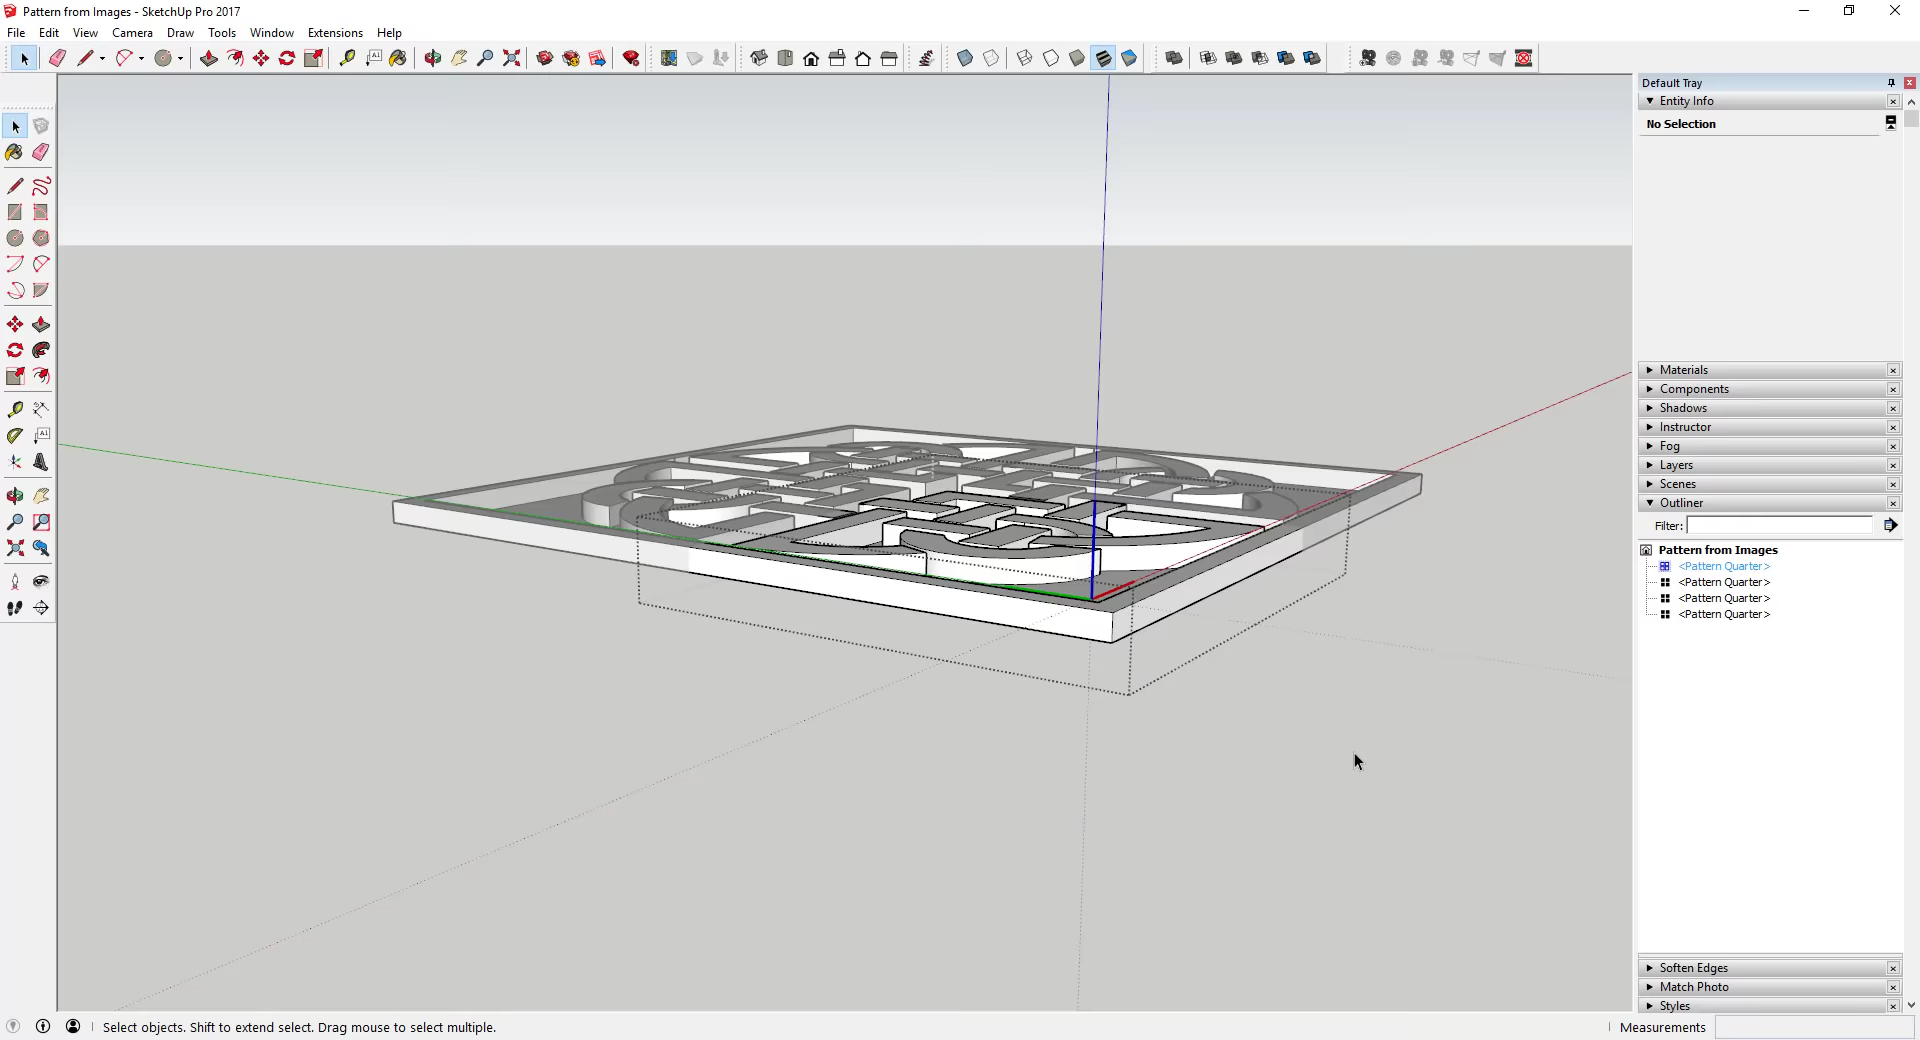 Pattern from Images - SketchUp Pro 2017
File Edit View Camera Draw Tools Window Extensions Help
Default Tray
Entity Info
No Selection
Materials
Components
Shadows
Instructor
Fog
Layers
Scenes
Outliner
Filter:
Pattern from Images
<Pattern Quarter>
<Pattern Quarter>
<Pattern Quarter>
<Pattern Quarter>
Soften Edges
Match Photo
Styles
Select objects. Shift to extend select. Drag mouse to select multiple.
Measurements